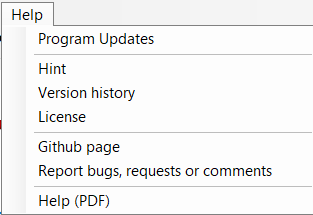 Help
Program Updates
Hint
Version history
License
Github page
Report bugs, requests or comments
Help (PDF)